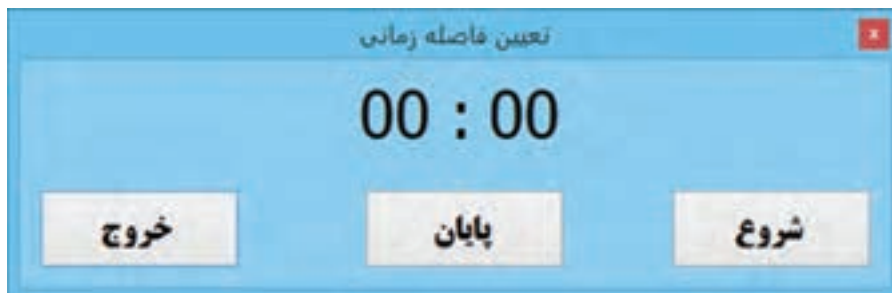 تعیین فاصله زمانی
x
00 : 00
شروع
پایان
خروج